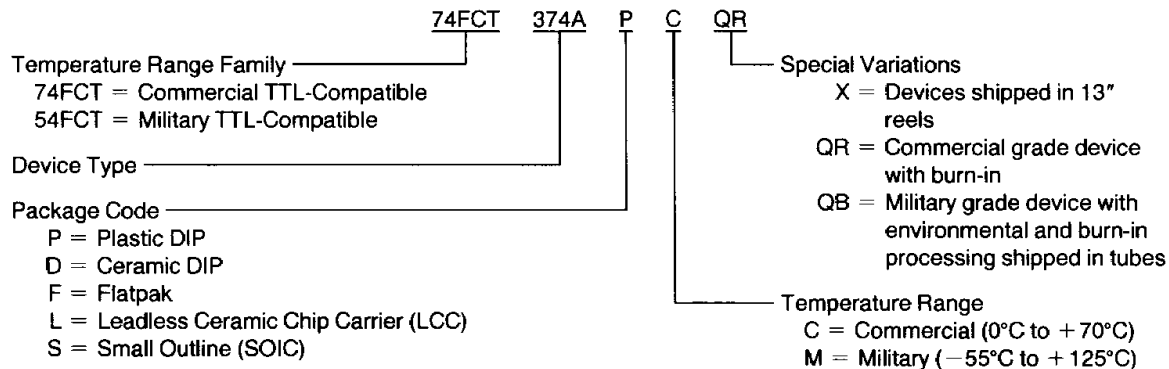 74FCT 374A P C QR
Temperature Range Family
74FCT = Commercial TTL-Compatible
54FCT = Military TTL-Compatible
Device Type
Package Code
P = Plastic DIP
D = Ceramic DIP
F = Flatpak
L = Leadless Ceramic Chip Carrier (LCC)
S = Small Outline (SOIC)
Special Variations
X = Devices shipped in 13″
reels
QR = Commercial grade device
with burn-in
QB = Military grade device with
environmental and burn-in
processing shipped in tubes
Temperature Range
C = Commercial (0°C to +70°C)
M = Military (−55°C to +125°C)